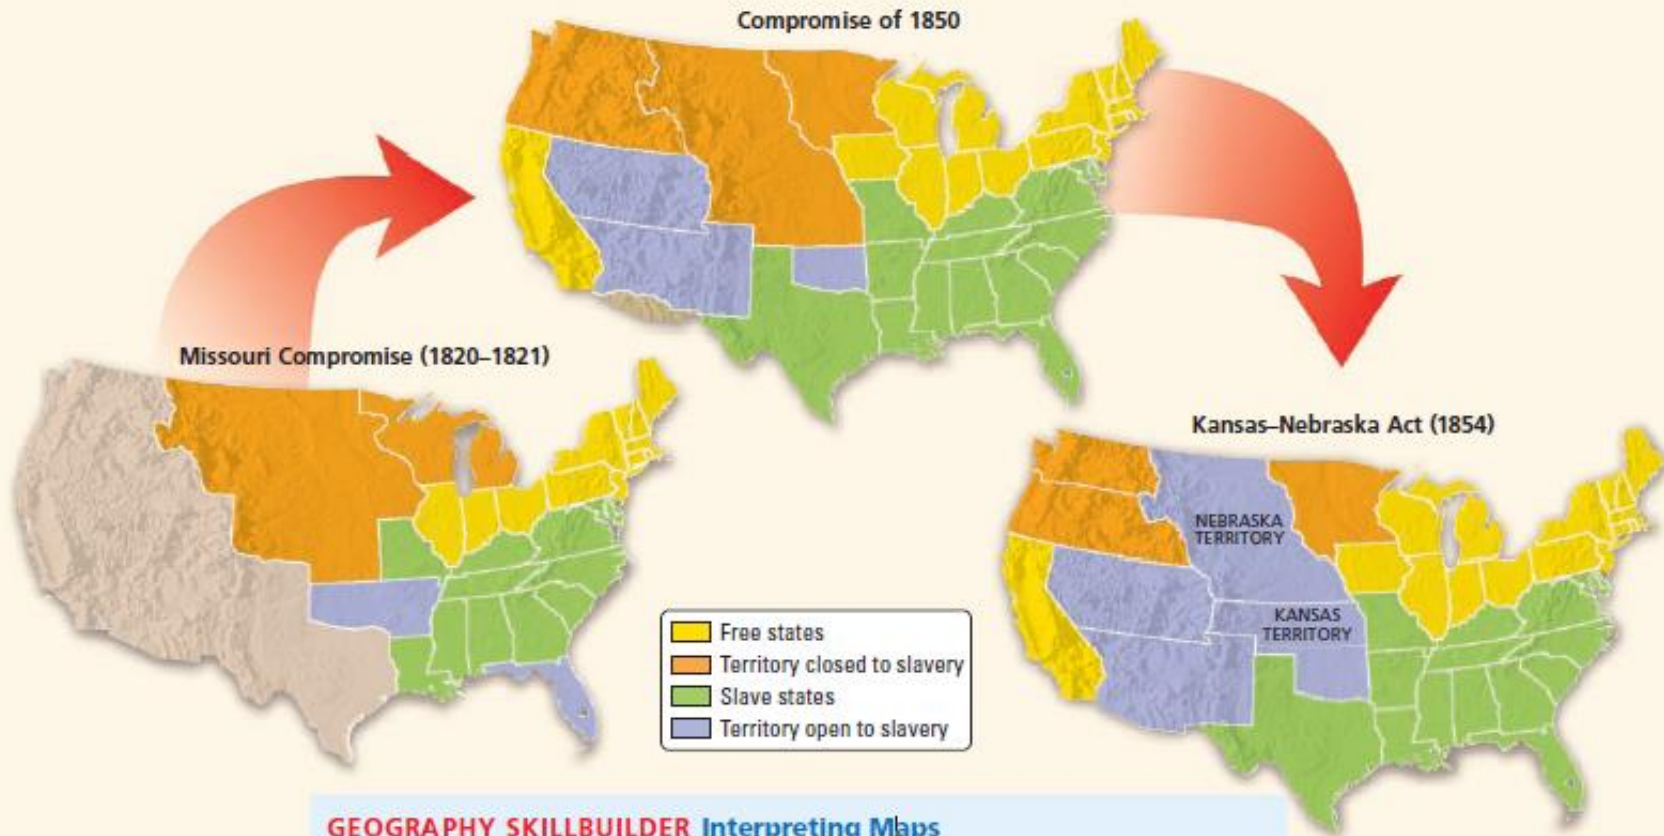 Compromise of 1850
Missouri Compromise (1820–1821)
Kansas–Nebraska Act (1854)
NEBRASKA
TERRITORY
KANSAS
TERRITORY
Free states
Territory closed to slavery
Slave states
Territory open to slavery
GEOGRAPHY SKILLBUILDER Interpreting Maps